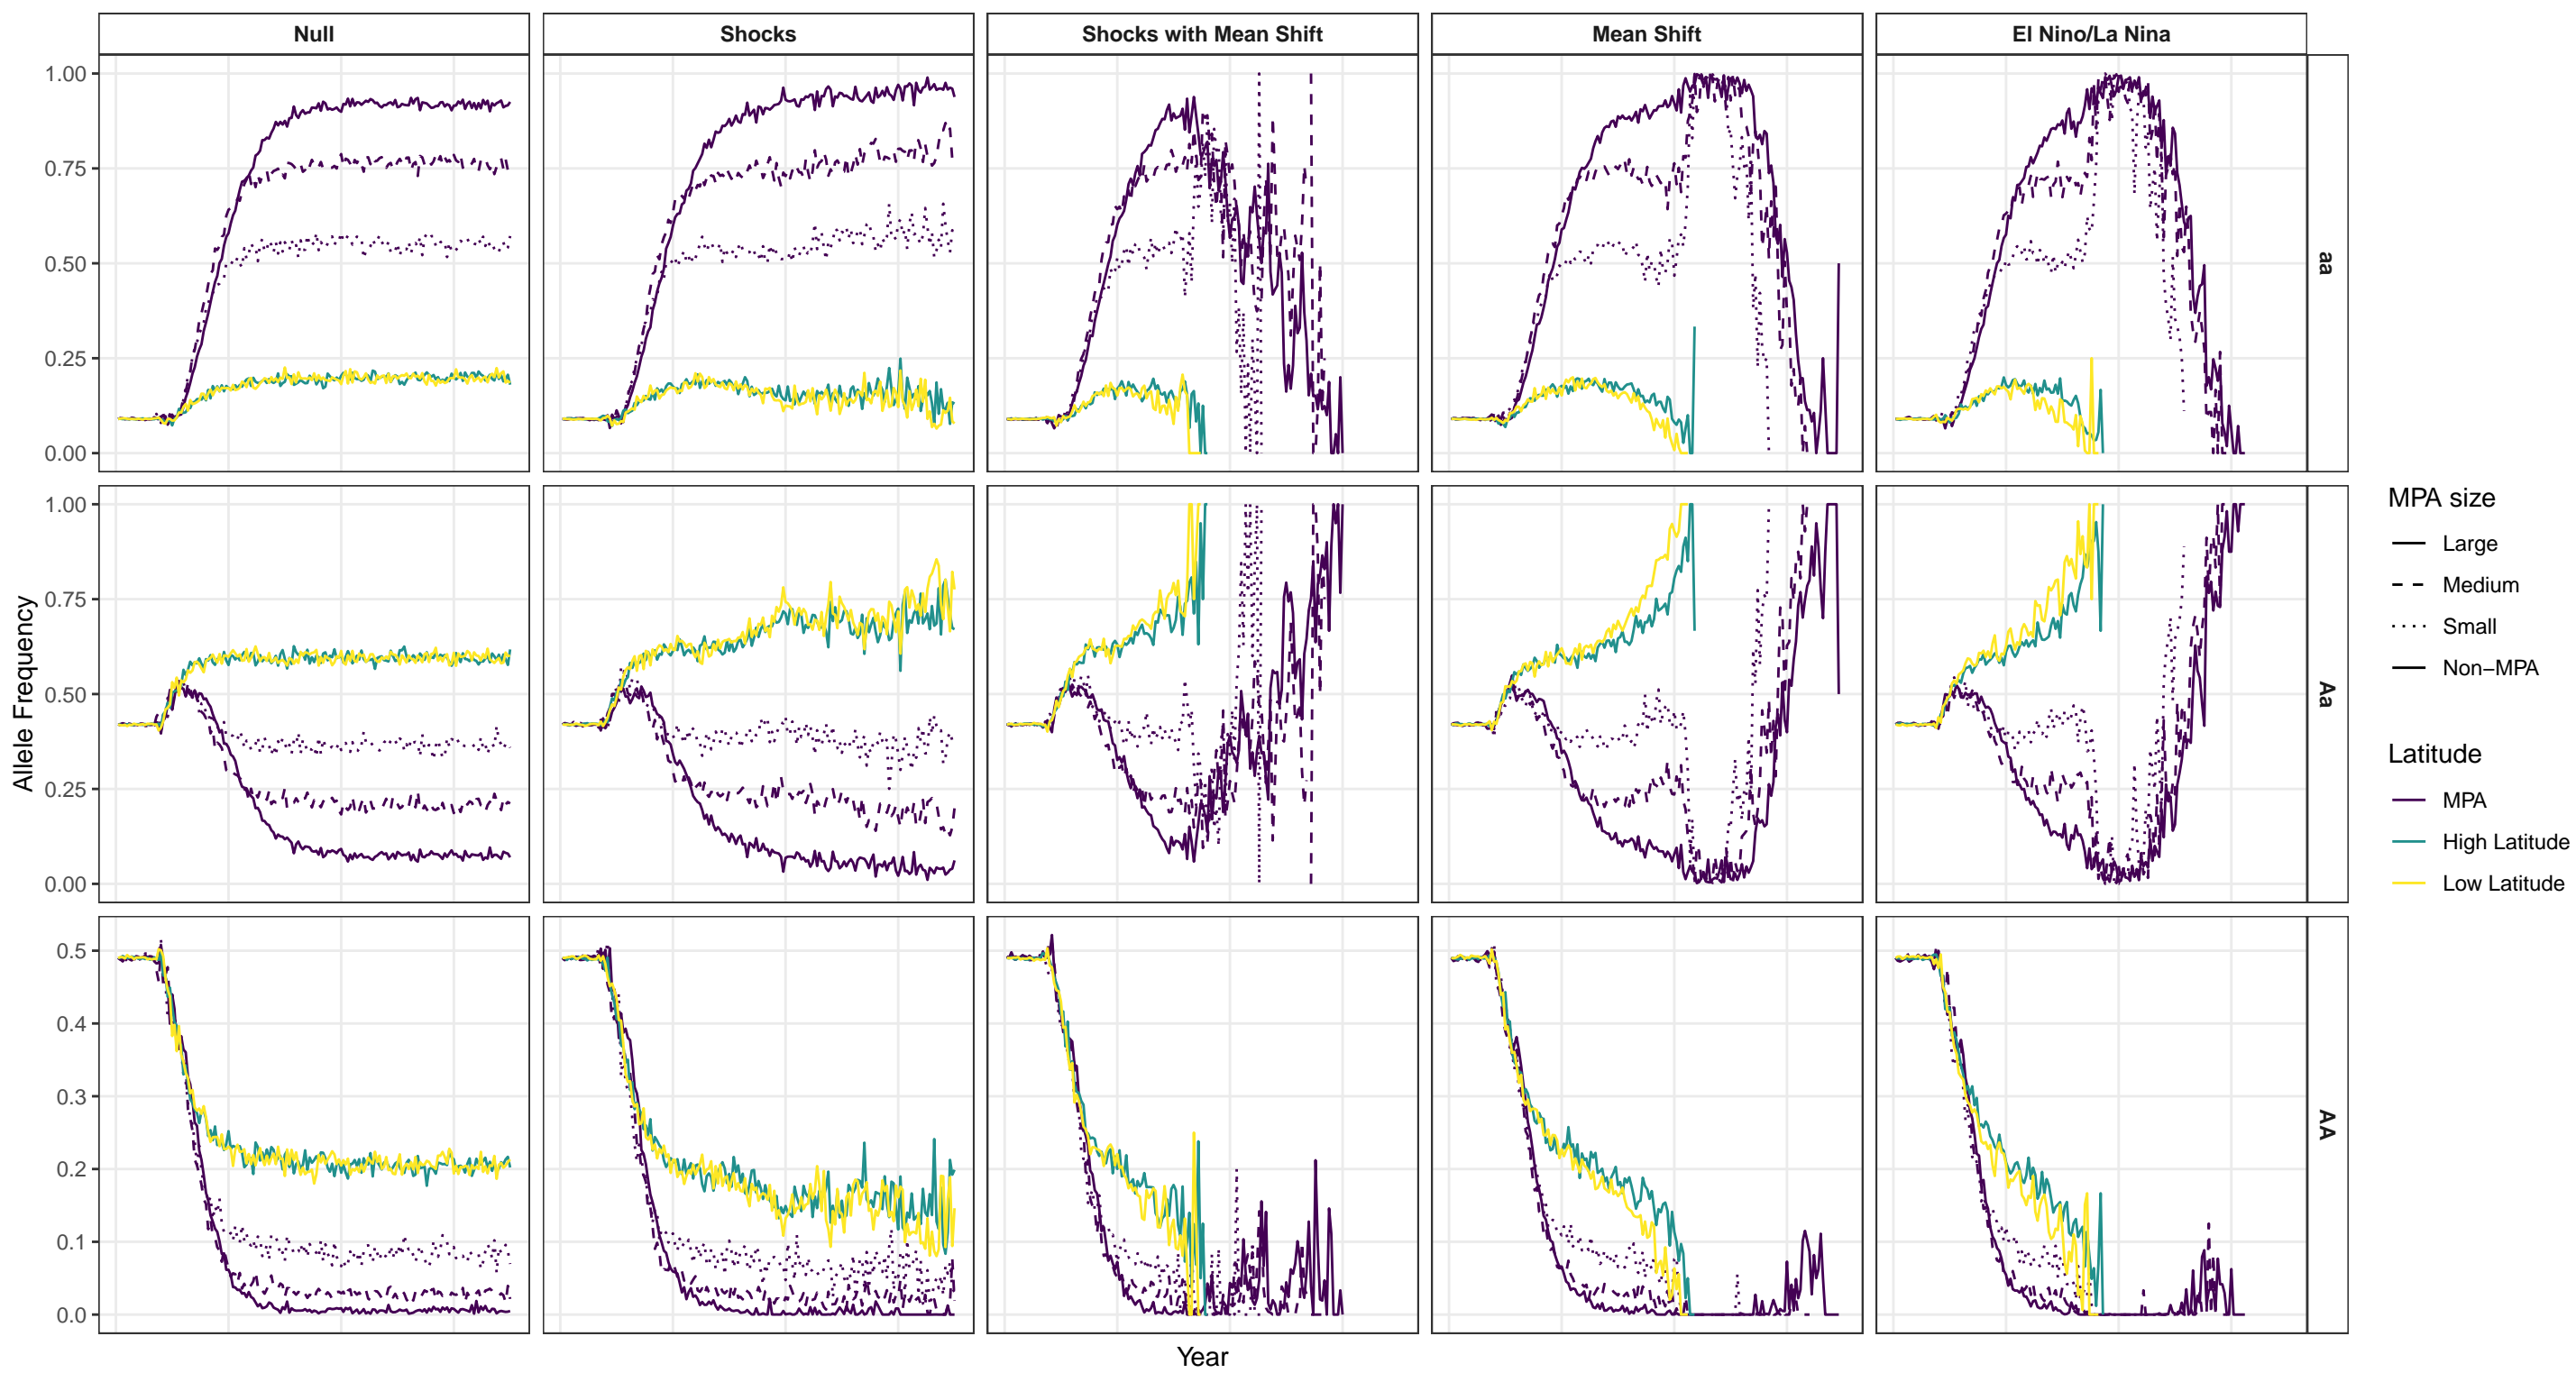 Null
Shocks
Shocks with Mean Shift
Mean Shift
El Nino/La Nina
1.00
0.75
0.50
0.25
0.00
aa
1.00
0.75
0.50
0.25
0.00
Aa
0.5
0.4
0.3
0.2
0.1
0.0
AA
Allele Frequency
Year
MPA size
Large
Medium
Small
Non−MPA
Latitude
MPA
High Latitude
Low Latitude